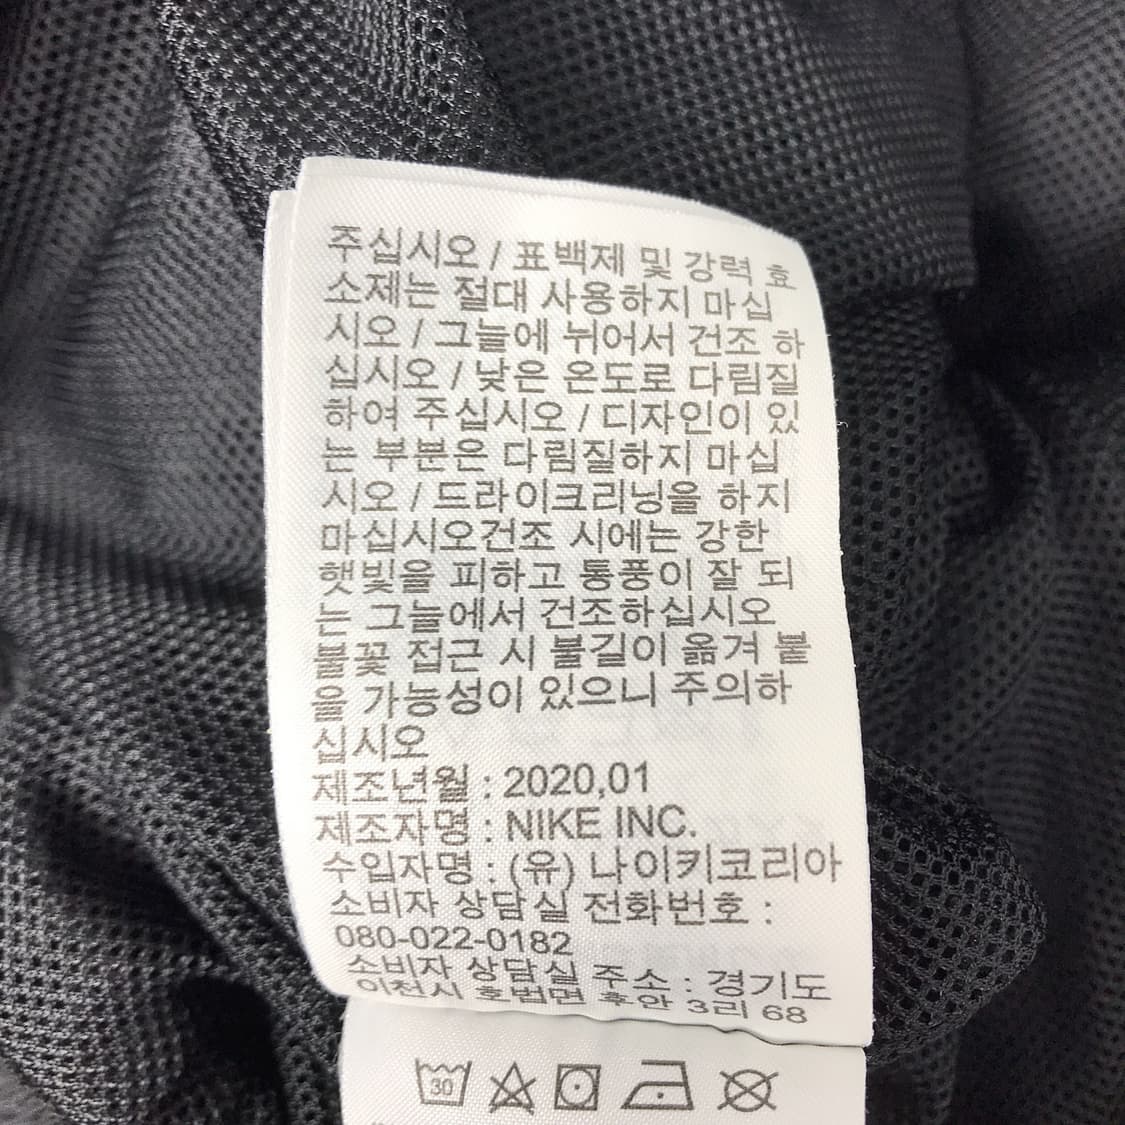 주십시오 / 표백제 및 강력 효
소제는 절대 사용하지 마십
시오 / 그늘에 뉘어서 건조 하
십시오 / 낮은 온도로 다림질
하여 주십시오 / 디자인이 있
는 부분은 다림질하지 마십
시오 / 드라이크리닝을 하지
마십시오건조 시에는 강한
햇빛을 피하고 통풍이 잘 되
는 그늘에서 건조하십시오
불꽃 접근 시 불길이 옮겨 붙
을 가능성이 있으니 주의하
십시오
제조년월 : 2020,01
제조자명 : NIKE INC.
수입자명 : (유) 나이키코리아
소비자 상담실 전화번호 :
080-022-0182
소비자 상담실 주소 : 경기도
이천시 호법면 후안 3리 68
30